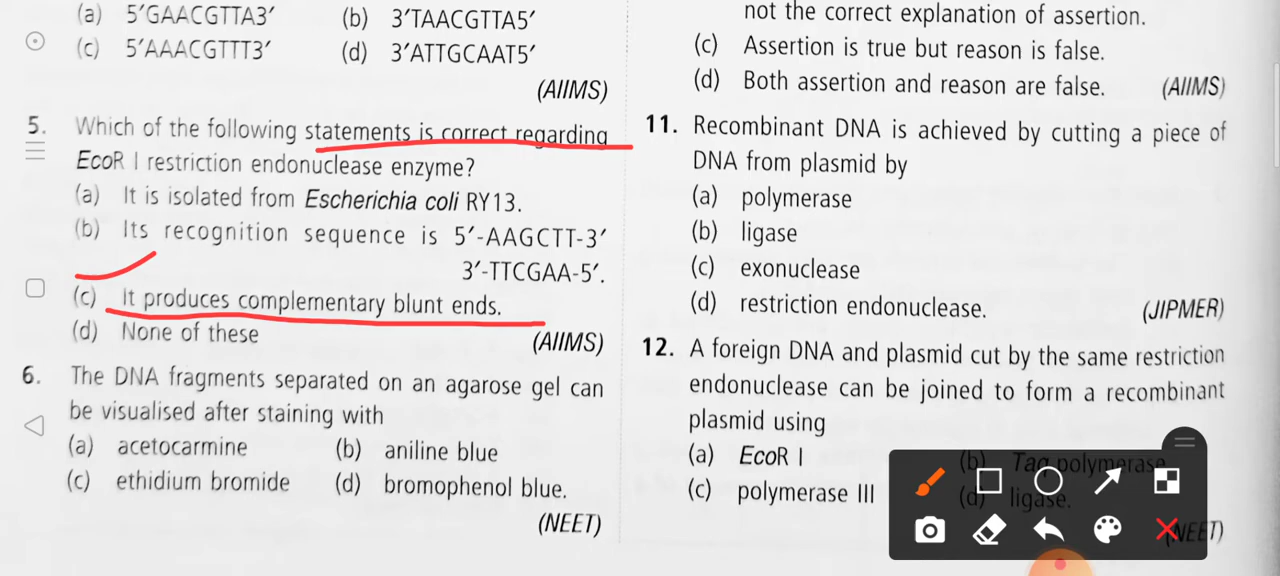 (a) 5′GAACGTTA3′ (b) 3′TAACGTTA5′
(c) 5′AAACGTTT3′ (d) 3′ATTGCAAT5′
(AIIMS)
5. Which of the following statements is correct regarding
EcoR I restriction endonuclease enzyme?
(a) It is isolated from Escherichia coli RY13.
(b) Its recognition sequence is 5′-AAGCTT-3′
3′-TTCGAA-5′.
(c) It produces complementary blunt ends.
(d) None of these (AIIMS)
6. The DNA fragments separated on an agarose gel can
be visualised after staining with
(a) acetocarmine (b) aniline blue
(c) ethidium bromide (d) bromophenol blue.
(NEET)
not the correct explanation of assertion.
(c) Assertion is true but reason is false.
(d) Both assertion and reason are false. (AIIMS)
11. Recombinant DNA is achieved by cutting a piece of
DNA from plasmid by
(a) polymerase
(b) ligase
(c) exonuclease
(d) restriction endonuclease. (JIPMER)
12. A foreign DNA and plasmid cut by the same restriction
endonuclease can be joined to form a recombinant
plasmid using
(a) EcoR I (b) Taq polymerase
(c) polymerase III (d) ligase.
(NEET)